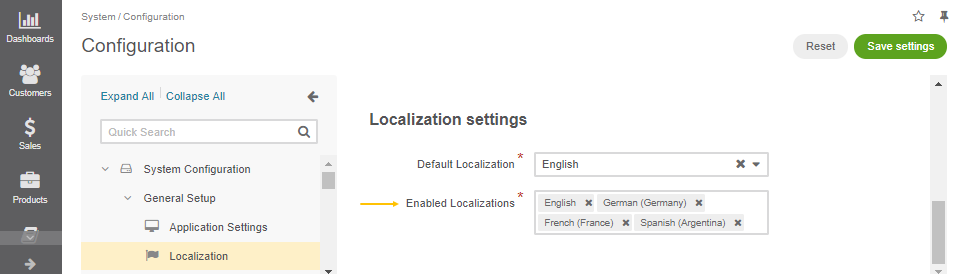 System / Configuration
Dashboards
Configuration
Reset
Save settings
Customers
Expand All
Collapse All
Localization settings
Quick Search
Sales
Default Localization *
English
System Configuration
Products
General Setup
Enabled Localizations *
English
German (Germany)
French (France)
Spanish (Argentina)
Application Settings
Localization